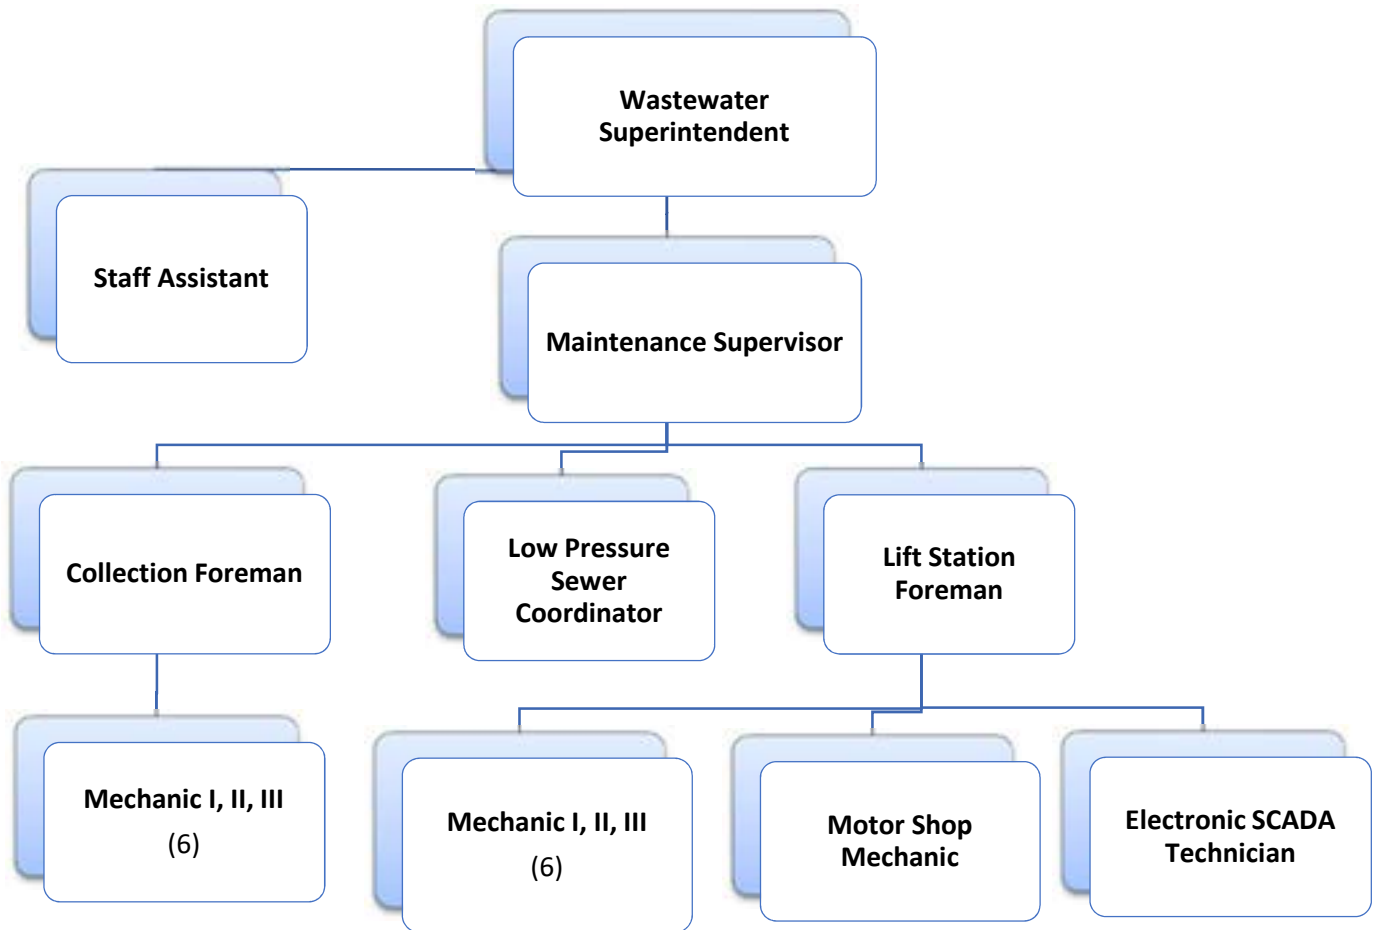 Wastewater
Superintendent
Staff Assistant
Maintenance Supervisor
Collection Foreman
Low Pressure
Sewer
Coordinator
Lift Station
Foreman
Mechanic I, II, III
(6)
Mechanic I, II, III
(6)
Motor Shop
Mechanic
Electronic SCADA
Technician